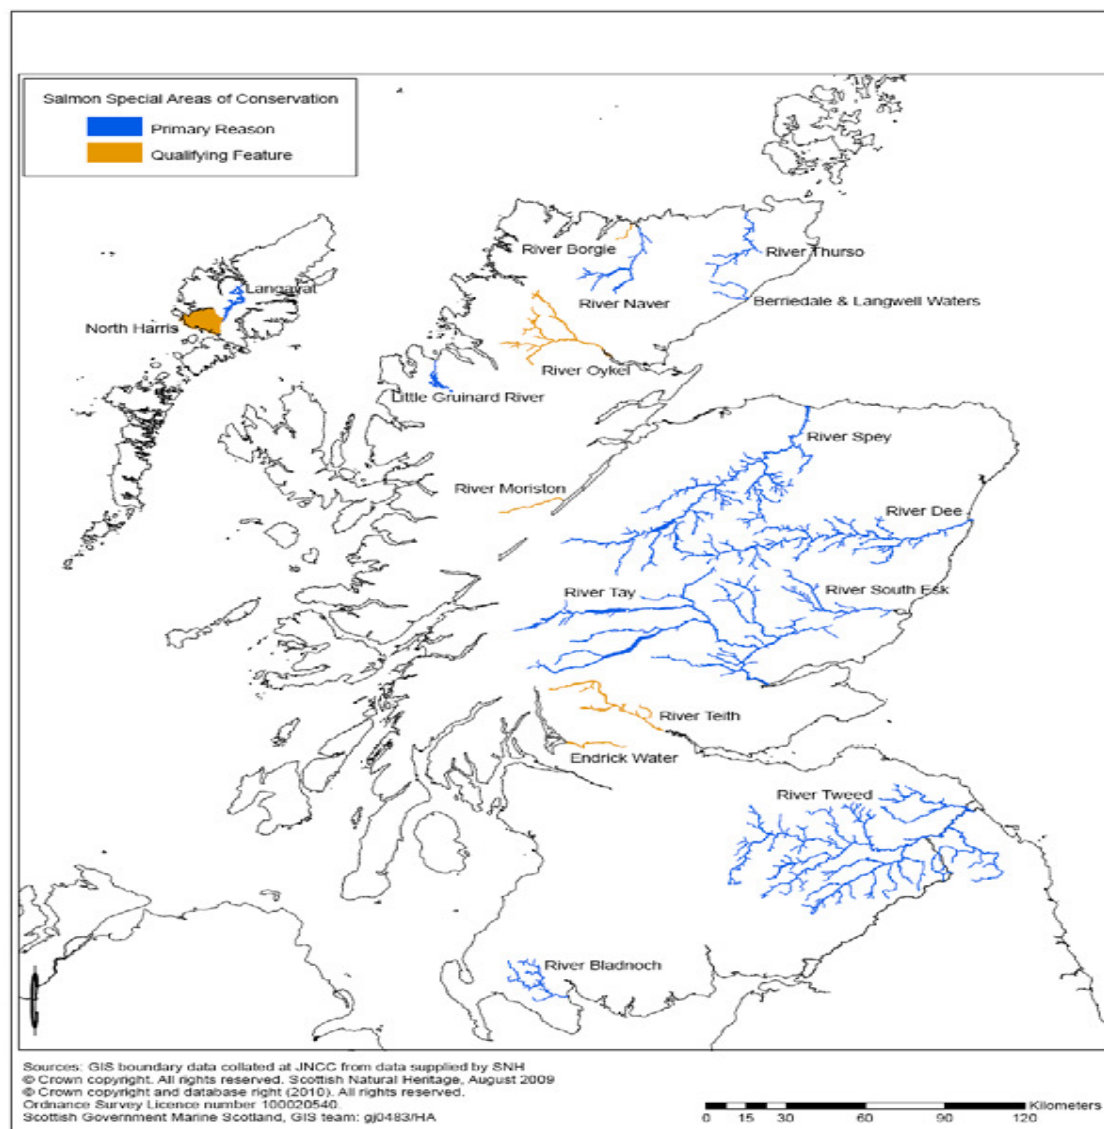 Salmon Special Areas of Conservation
Primary Reason
Qualifying Feature
River Borgie
River Thurso
Langavat
River Naver
Berriedale & Langwell Waters
North Harris
River Oykel
Little Gruinard River
River Spey
River Moriston
River Dee
River Tay
River South Esk
River Teith
Endrick Water
River Tweed
River Bladnoch
Sources: GIS boundary data collated at JNCC from data supplied by SNH
© Crown copyright. All rights reserved. Scottish Natural Heritage, August 2009
© Crown copyright and database right (2010). All rights reserved.
Ordnance Survey Licence number 100020540.
Scottish Government Marine Scotland, GIS team: gj0483/HA
Kilometers
0 15 30 60 90 120